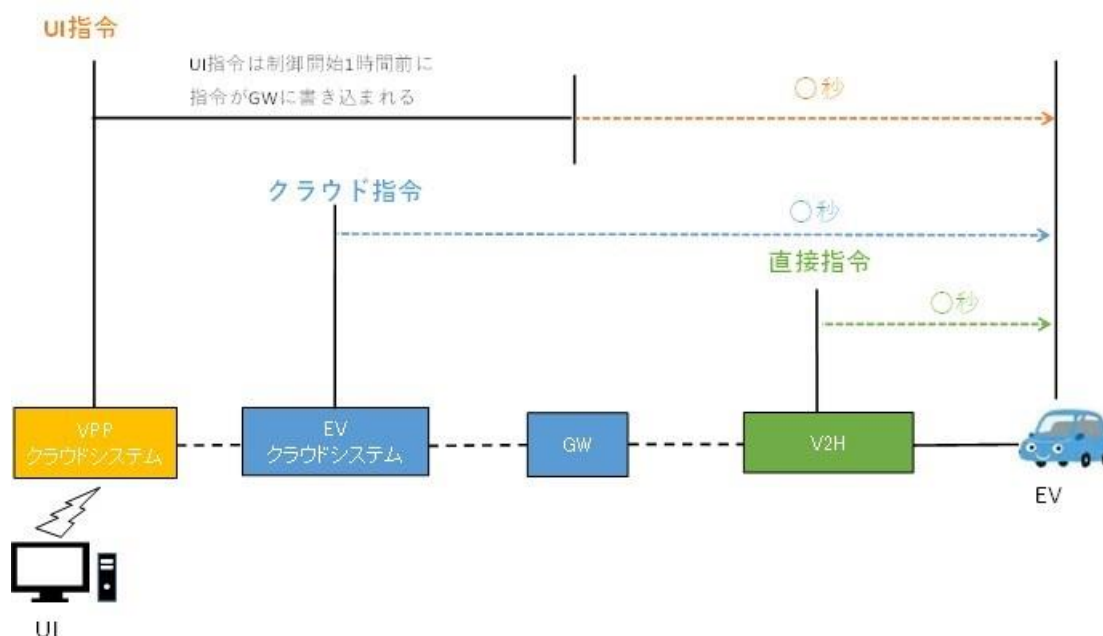 UI指令
UI指令は制御開始1時間前に
指令がGWに書き込まれる
〇秒
クラウド指令
〇秒
直接指令
〇秒
VPP
クラウドシステム
EV
クラウドシステム
GW
V2H
EV
UI